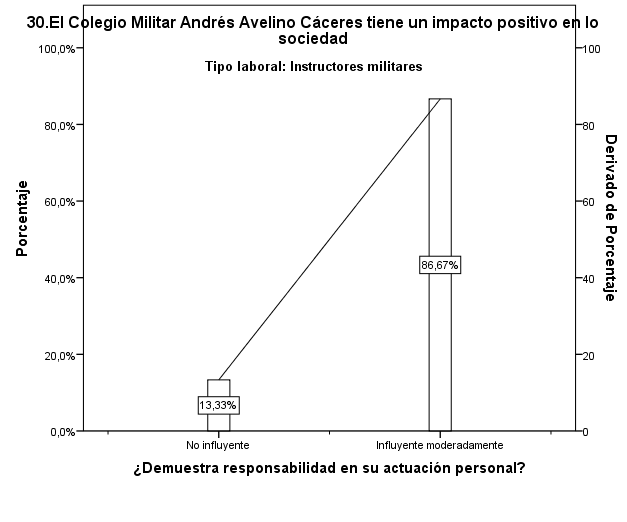 30.El Colegio Militar Andrés Avelino Cáceres tiene un impacto positivo en lo
sociedad
Tipo laboral: Instructores militares
100,0%
80,0%
60,0%
40,0%
20,0%
0,0%
Porcentaje
100
80
60
40
20
0
Derivado de Porcentaje
13,33%
86,67%
No influyente
Influyente moderadamente
¿Demuestra responsabilidad en su actuación personal?